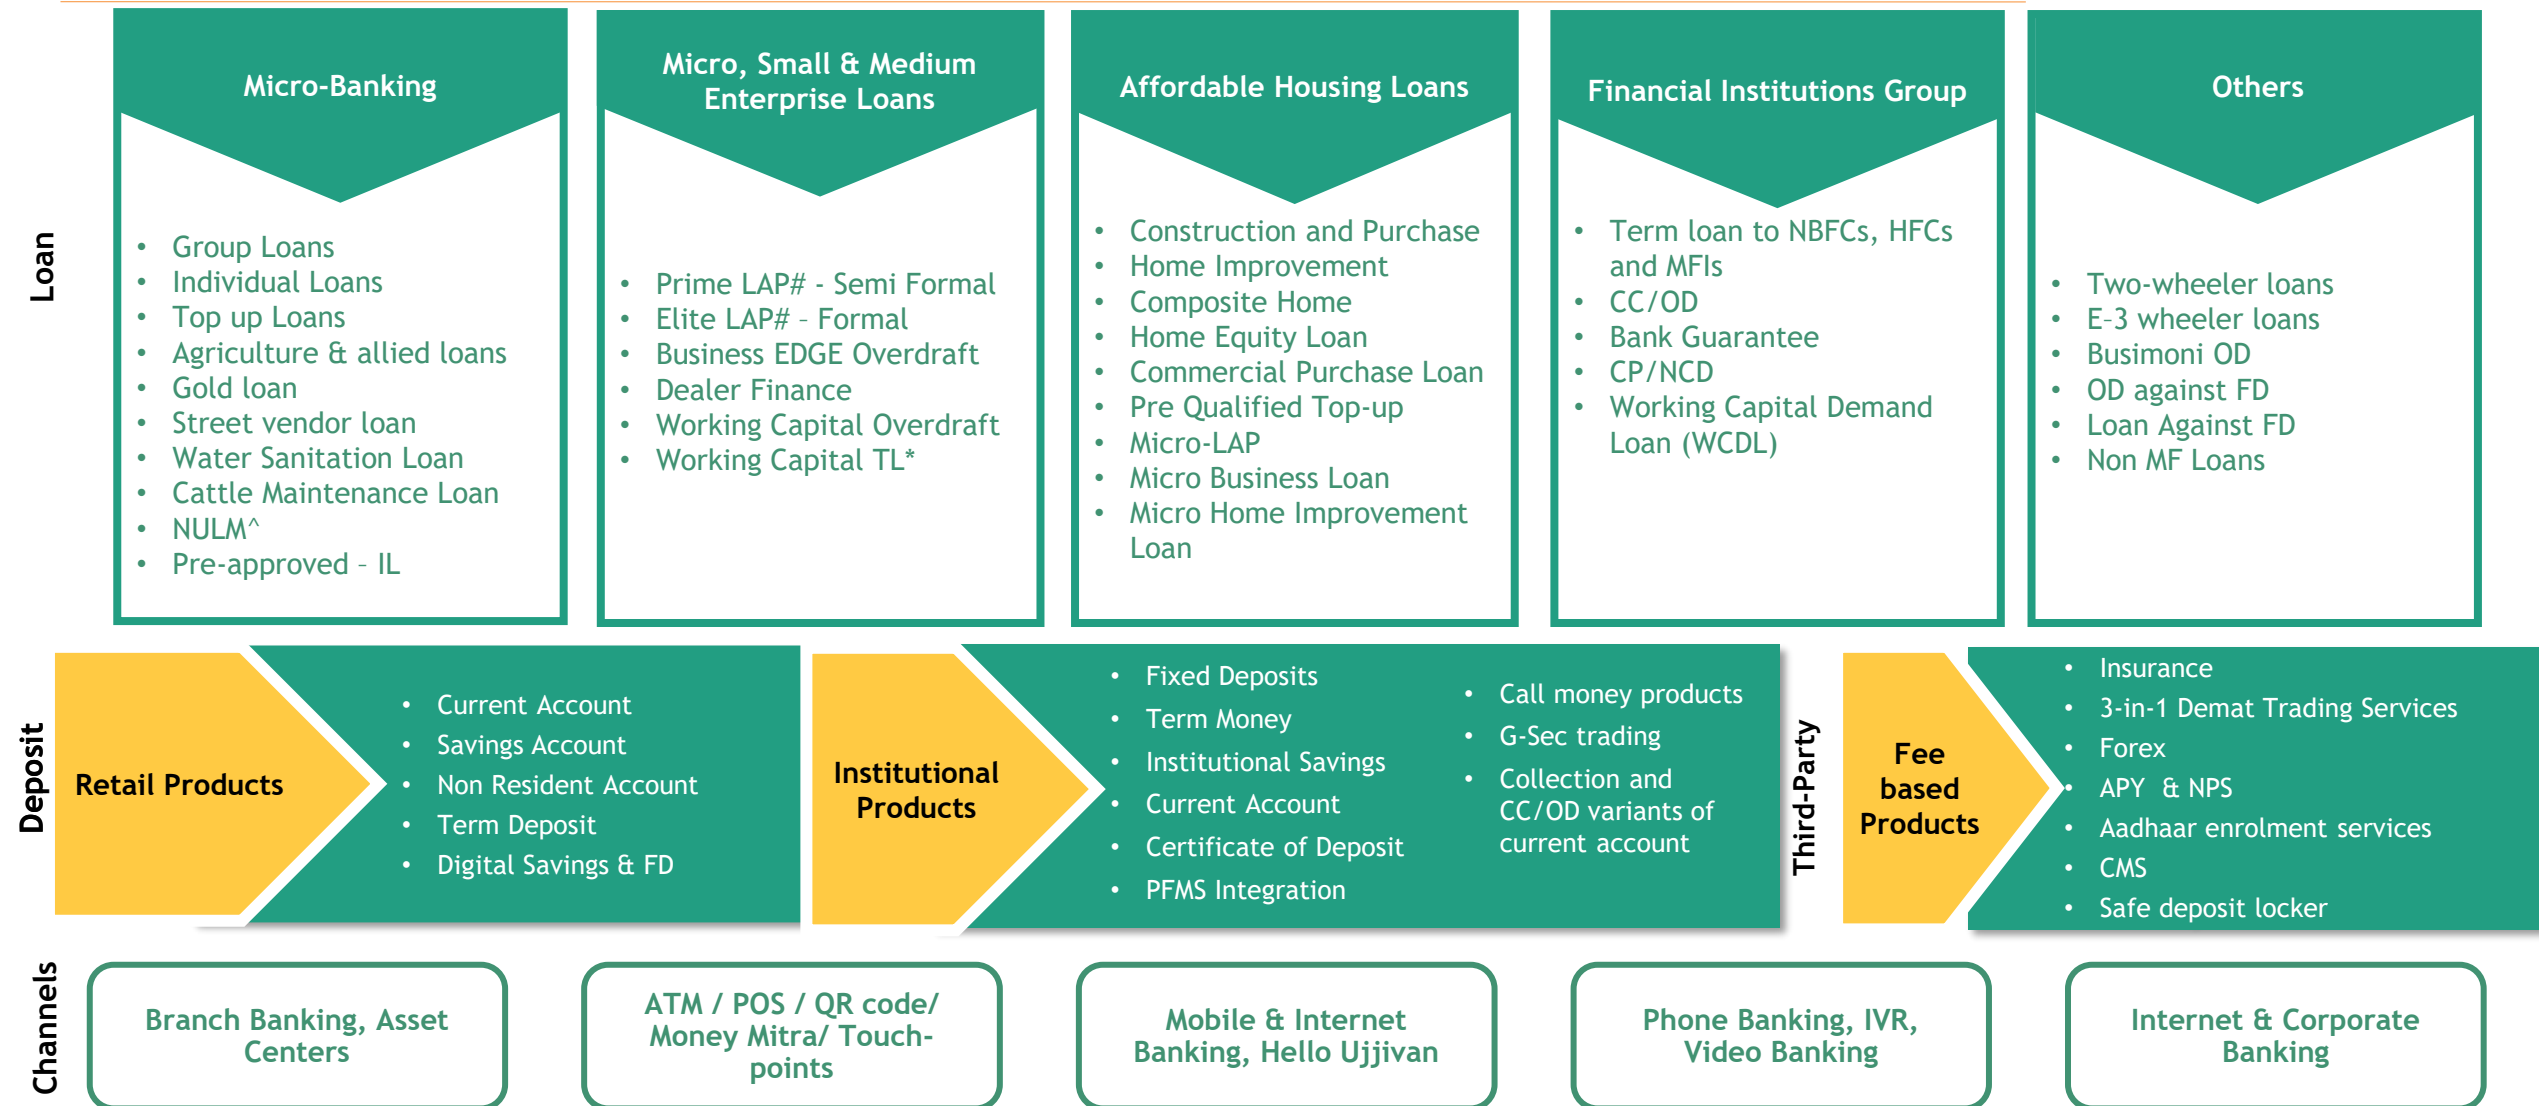 Loan
Micro-Banking
• Group Loans
• Individual Loans
• Top up Loans
• Agriculture & allied loans
• Gold loan
• Street vendor loan
• Water Sanitation Loan
• Cattle Maintenance Loan
• NULM^
• Pre-approved – IL
Micro, Small & Medium
Enterprise Loans
• Prime LAP# - Semi Formal
• Elite LAP# – Formal
• Business EDGE Overdraft
• Dealer Finance
• Working Capital Overdraft
• Working Capital TL*
Affordable Housing Loans
• Construction and Purchase
• Home Improvement
• Composite Home
• Home Equity Loan
• Commercial Purchase Loan
• Pre Qualified Top-up
• Micro-LAP
• Micro Business Loan
• Micro Home Improvement
Loan
Financial Institutions Group
• Term loan to NBFCs, HFCs
and MFIs
• CC/OD
• Bank Guarantee
• CP/NCD
• Working Capital Demand
Loan (WCDL)
Others
• Two-wheeler loans
• E–3 wheeler loans
• Busimoni OD
• OD against FD
• Loan Against FD
• Non MF Loans
Deposit
Retail Products
• Current Account
• Savings Account
• Non Resident Account
• Term Deposit
• Digital Savings & FD
Institutional
Products
• Fixed Deposits
• Term Money
• Institutional Savings
• Current Account
• Certificate of Deposit
• PFMS Integration
• Call money products
• G-Sec trading
• Collection and
CC/OD variants of
current account
Third-Party
Fee
based
Products
• Insurance
• 3-in-1 Demat Trading Services
• Forex
• APY & NPS
• Aadhaar enrolment services
• CMS
• Safe deposit locker
Channels
Branch Banking, Asset
Centers
ATM / POS / QR code/
Money Mitra/ Touch-
points
Mobile & Internet
Banking, Hello Ujjivan
Phone Banking, IVR,
Video Banking
Internet & Corporate
Banking